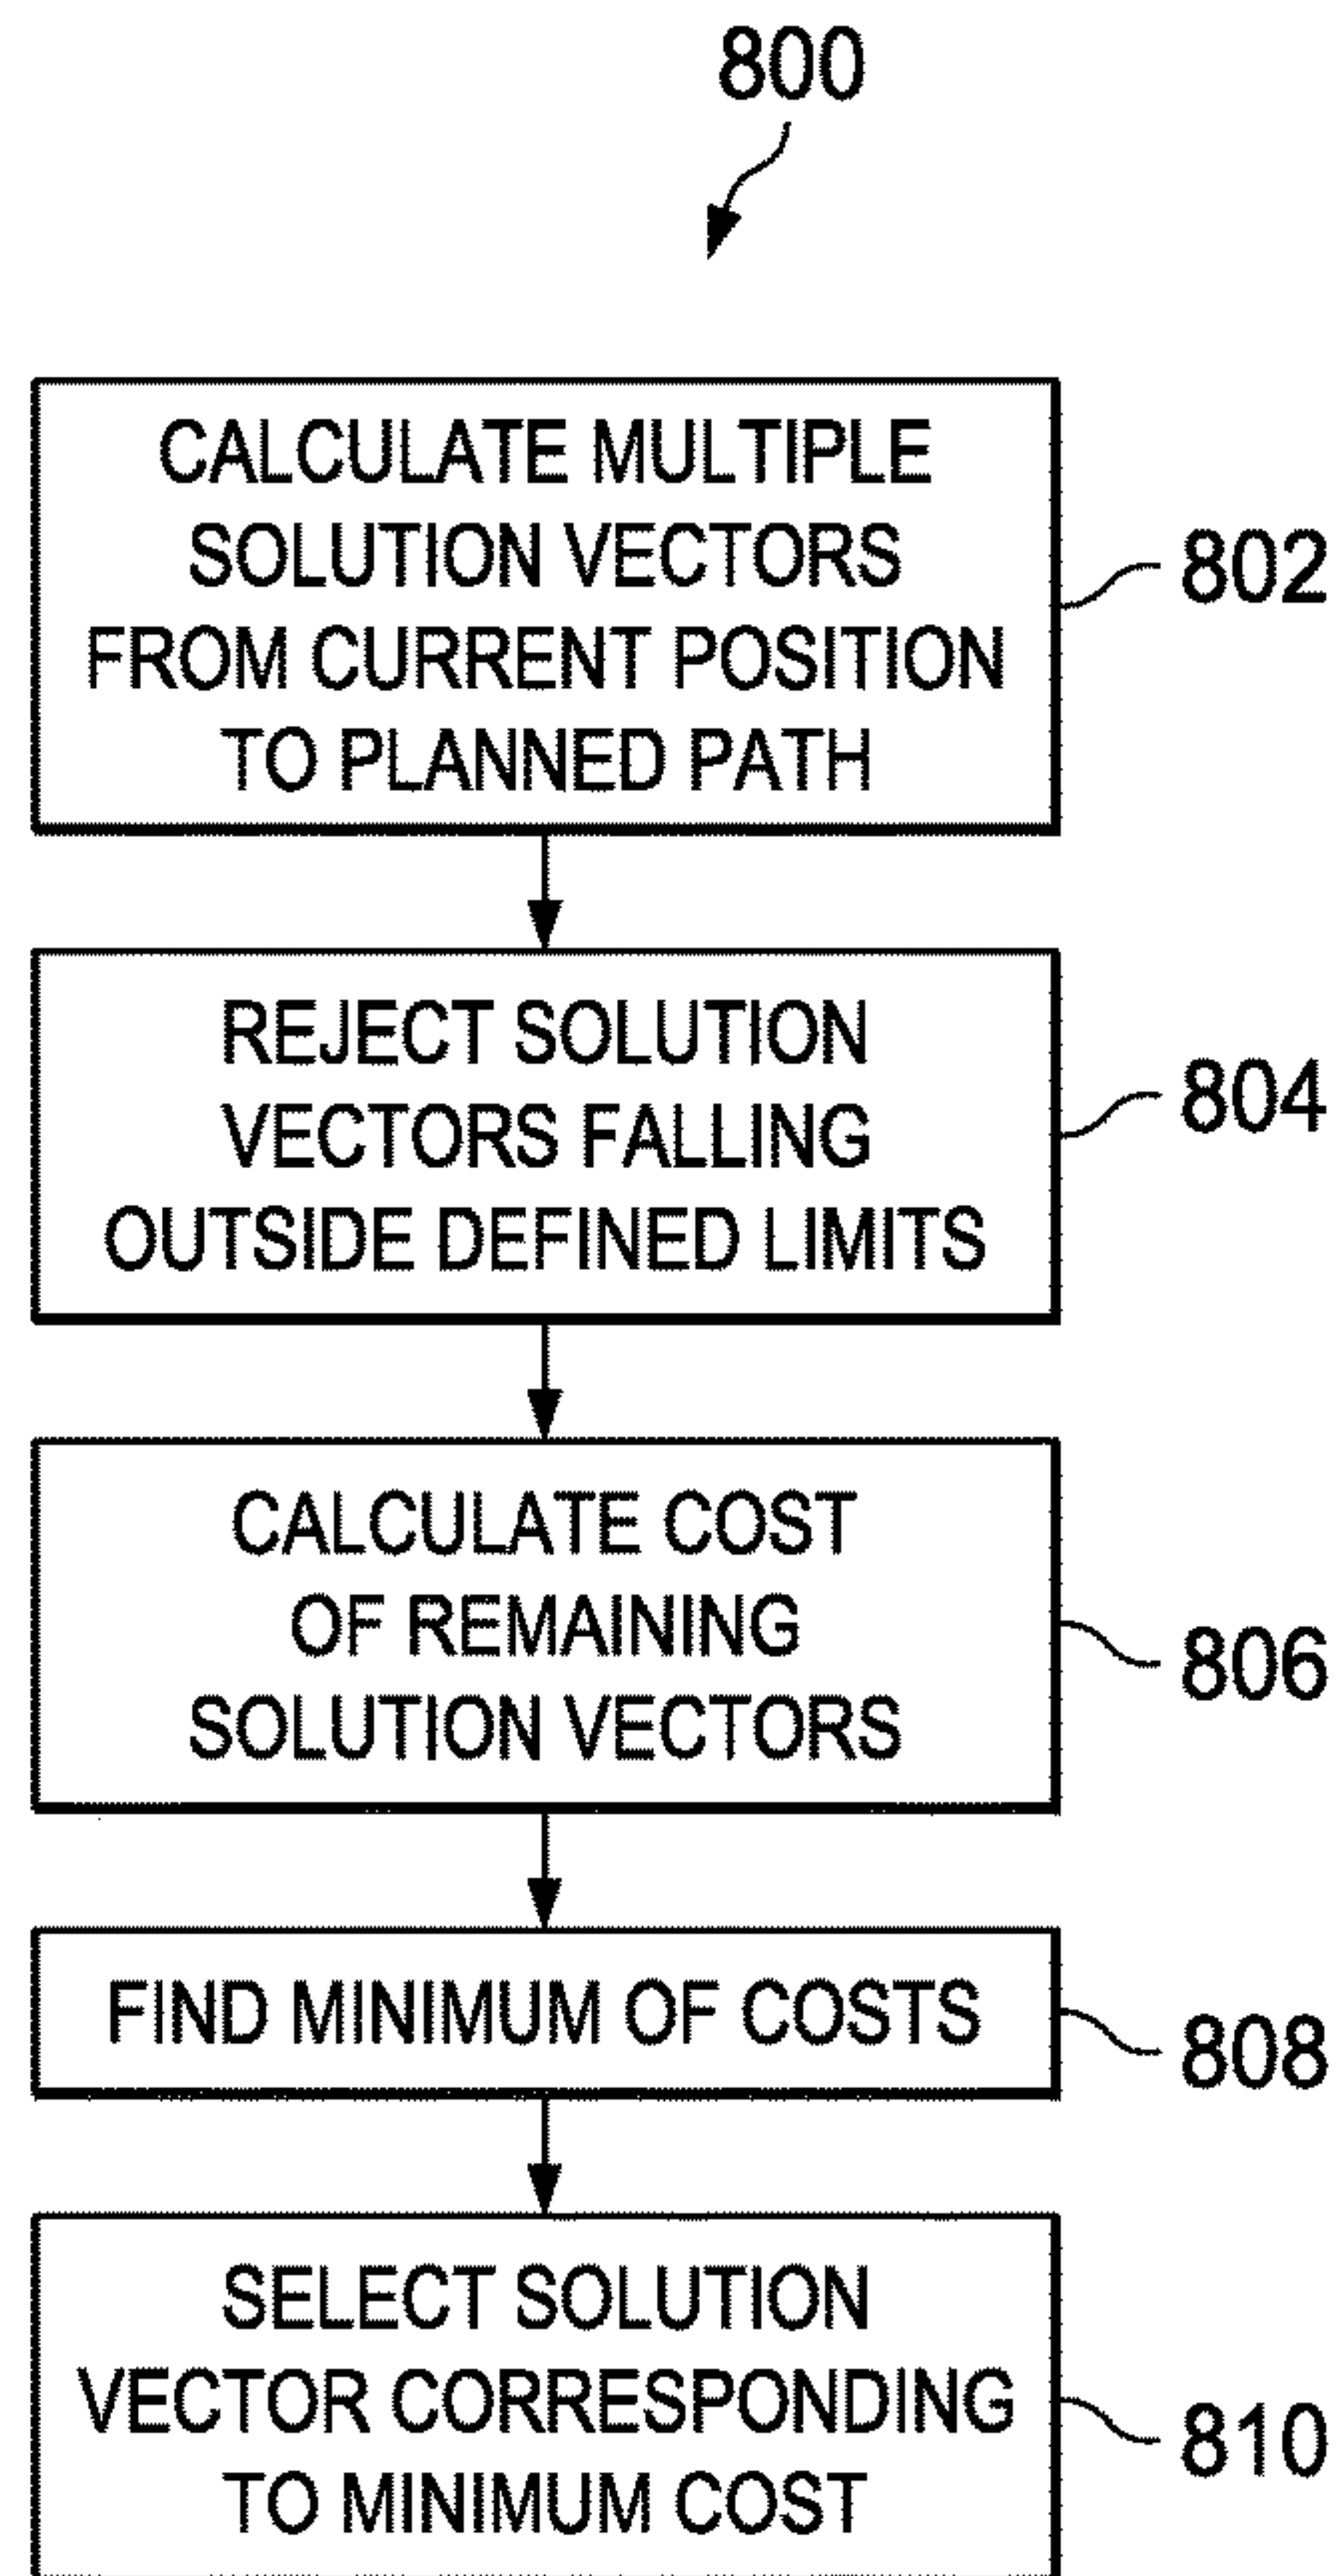 800
CALCULATE MULTIPLE
SOLUTION VECTORS
FROM CURRENT POSITION
TO PLANNED PATH
802
REJECT SOLUTION
VECTORS FALLING
OUTSIDE DEFINED LIMITS
804
CALCULATE COST
OF REMAINING
SOLUTION VECTORS
806
FIND MINIMUM OF COSTS
808
SELECT SOLUTION
VECTOR CORRESPONDING
TO MINIMUM COST
810